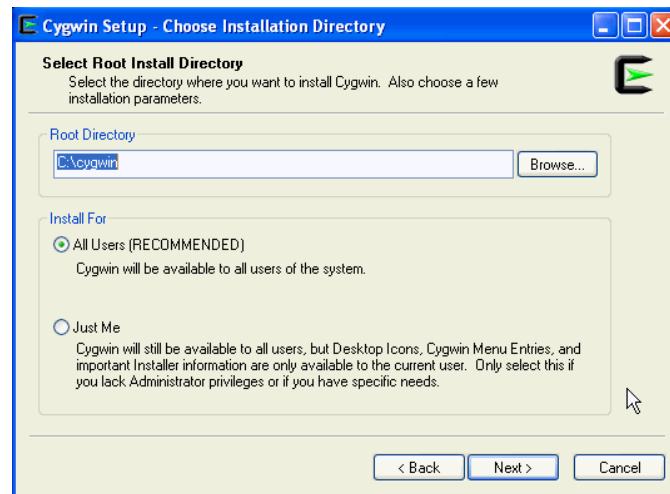 Cygwin Setup - Choose Installation Directory
Select Root Install Directory
Select the directory where you want to install Cygwin. Also choose a few
installation parameters.
Root Directory
C:\cygwin
Browse...
Install For
All Users (RECOMMENDED)
Cygwin will be available to all users of the system.
Just Me
Cygwin will still be available to all users, but Desktop Icons, Cygwin Menu Entries, and
important Installer information are only available to the current user. Only select this if
you lack Administrator privileges or if you have specific needs.
< Back
Next >
Cancel